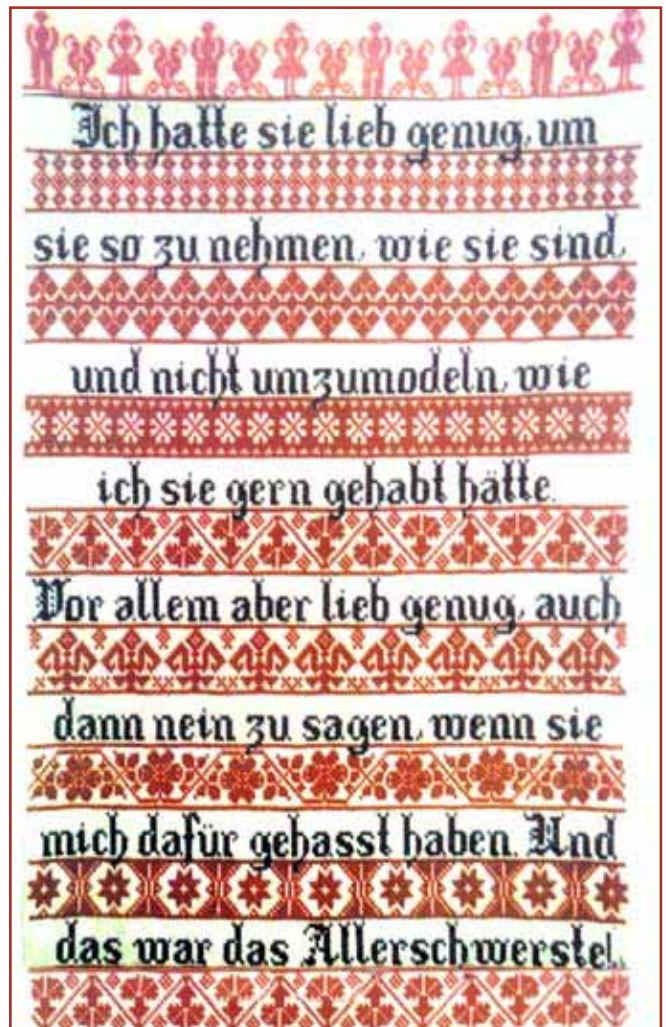 Ich hatte sie lieb genug, um
sie so zu nehmen, wie sie sind,
und nicht umzumodeln, wie
ich sie gern gehabt hätte.
Vor allem aber lieb genug, auch
dann nein zu sagen, wenn sie
mich dafür gehasst haben. Und
das war das Allerschwerste!